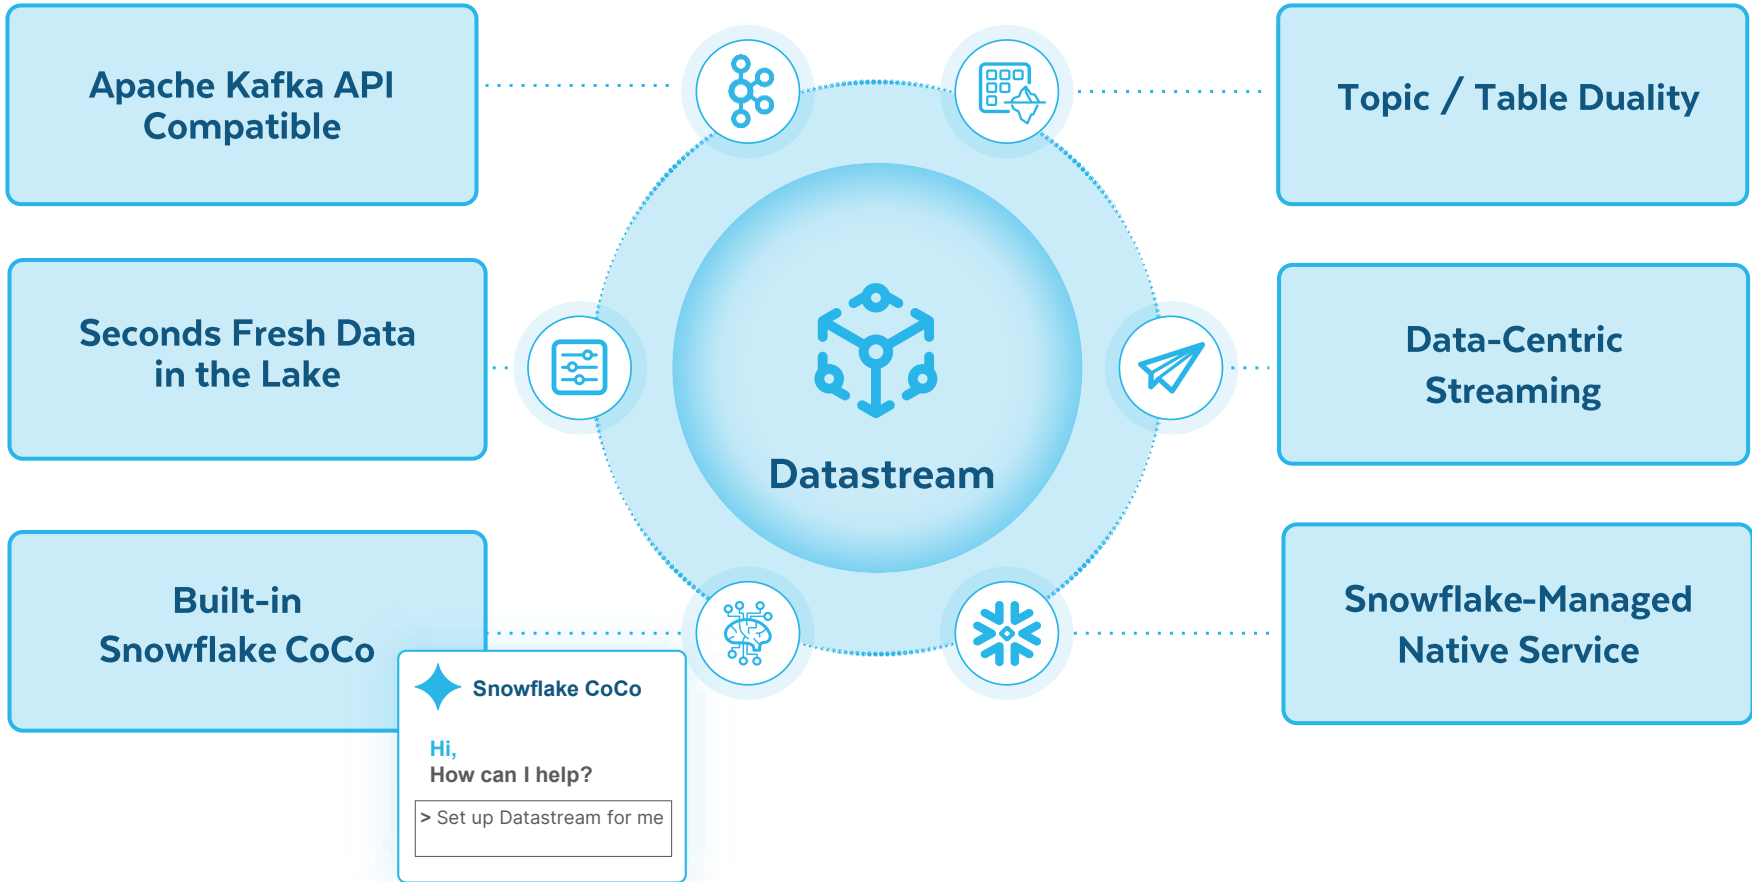 Apache Kafka API
Compatible
Topic / Table Duality
Seconds Fresh Data
in the Lake
Data-Centric
Streaming
Datastream
Built-in
Snowflake CoCo
Snowflake-Managed
Native Service
Snowflake CoCo
Hi,
How can I help?
> Set up Datastream for me